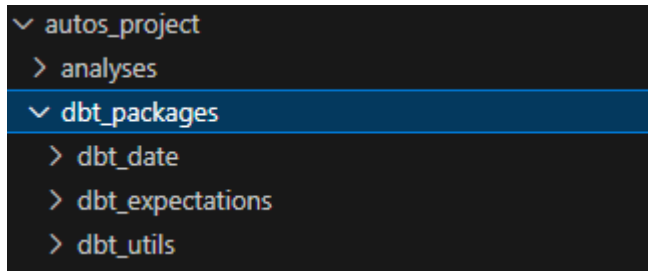 autos_project
analyses
dbt_packages
dbt_date
dbt_expectations
dbt_utils